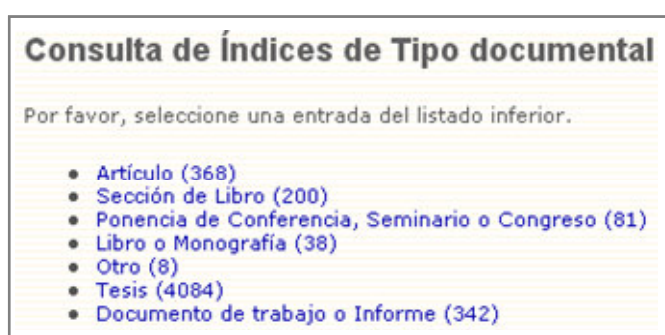 Consulta de Índices de Tipo documental
Por favor, seleccione una entrada del listado inferior.
• Artículo (368)
• Sección de Libro (200)
• Ponencia de Conferencia, Seminario o Congreso (81)
• Libro o Monografía (38)
• Otro (8)
• Tesis (4084)
• Documento de trabajo o Informe (342)